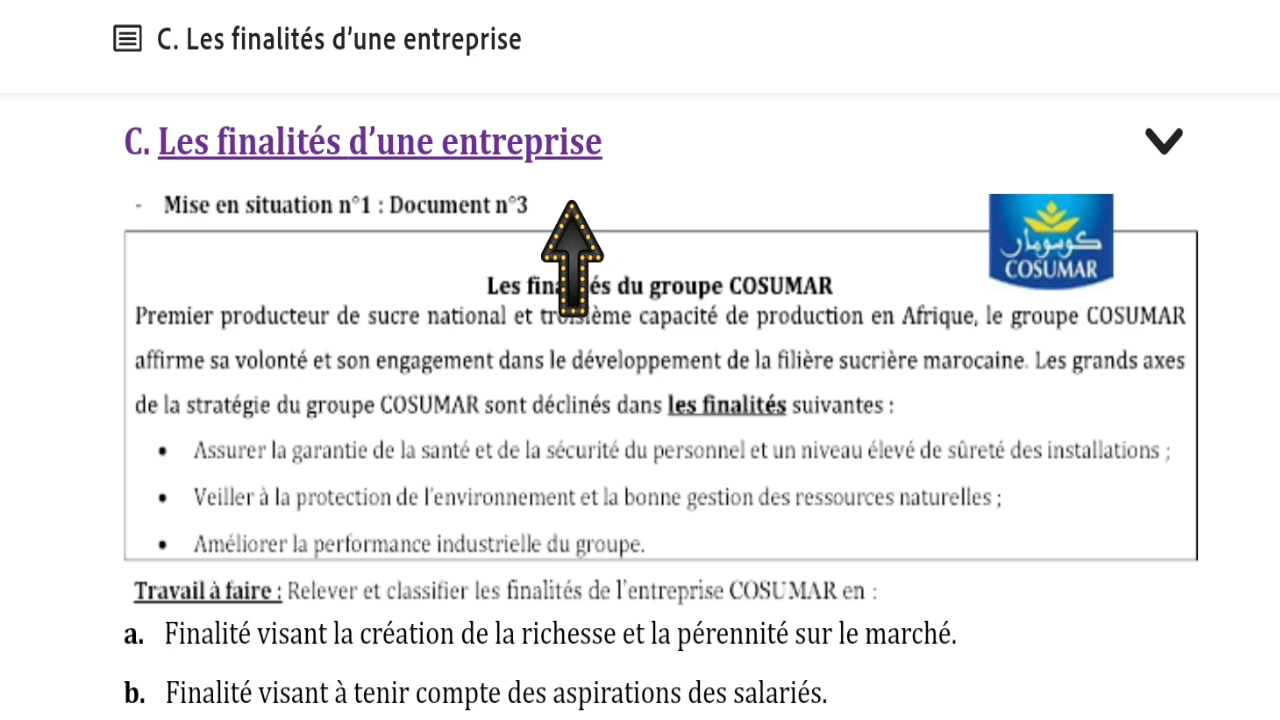 C. Les finalités d’une entreprise
C. Les finalités d’une entreprise
- Mise en situation n°1 : Document n°3
كوسومار
COSUMAR
Les finalités du groupe COSUMAR
Premier producteur de sucre national et troisième capacité de production en Afrique, le groupe COSUMAR
affirme sa volonté et son engagement dans le développement de la filière sucrière marocaine. Les grands axes
de la stratégie du groupe COSUMAR sont déclinés dans les finalités suivantes :
• Assurer la garantie de la santé et de la sécurité du personnel et un niveau élevé de sûreté des installations ;
• Veiller à la protection de l’environnement et la bonne gestion des ressources naturelles ;
• Améliorer la performance industrielle du groupe.
Travail à faire : Relever et classifier les finalités de l’entreprise COSUMAR en :
a. Finalité visant la création de la richesse et la pérennité sur le marché.
b. Finalité visant à tenir compte des aspirations des salariés.